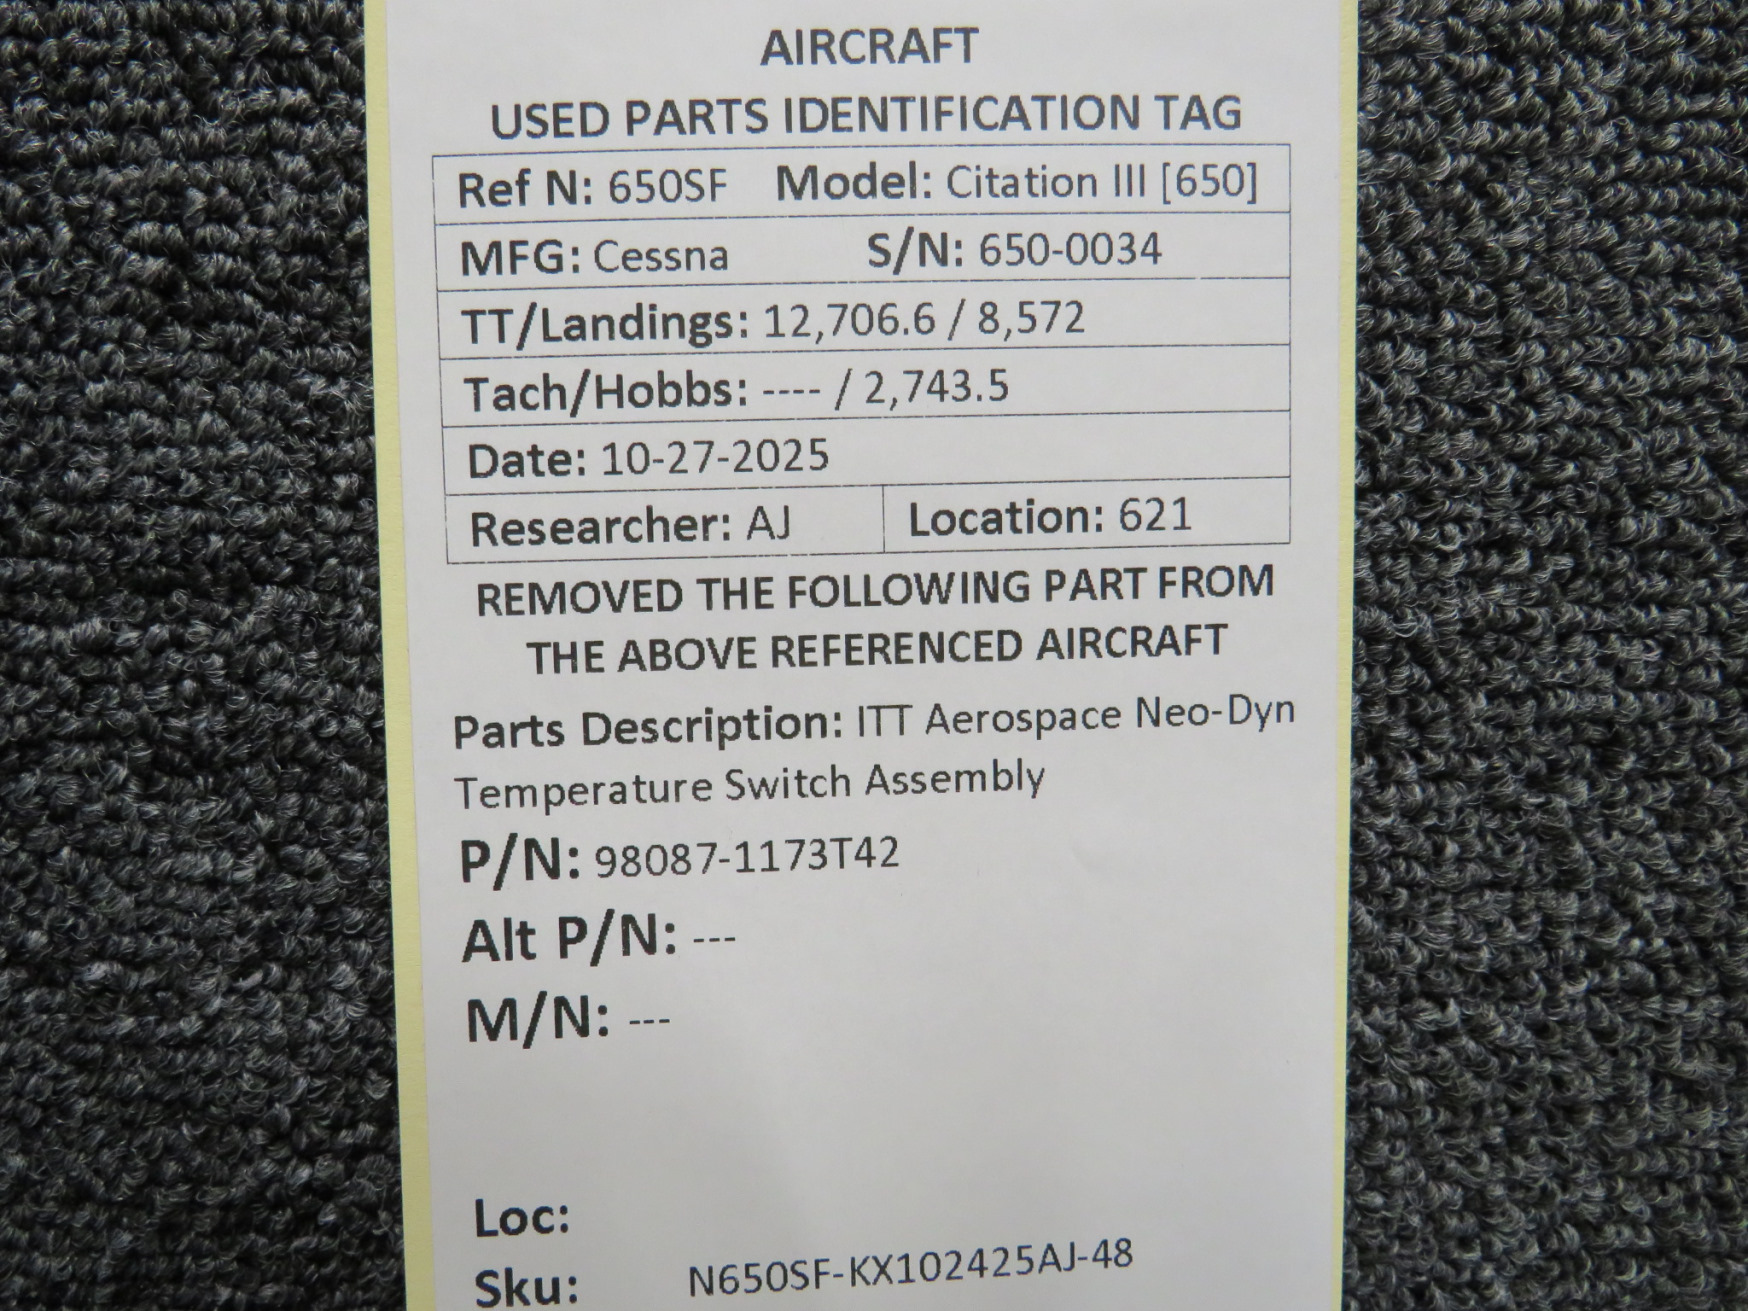 AIRCRAFT
USED PARTS IDENTIFICATION TAG
Ref N: 650SF Model: Citation III [650]
MFG: Cessna S/N: 650-0034
TT/Landings: 12,706.6 / 8,572
Tach/Hobbs: ---- / 2,743.5
Date: 10-27-2025
Researcher: AJ Location: 621
REMOVED THE FOLLOWING PART FROM
THE ABOVE REFERENCED AIRCRAFT
Parts Description: ITT Aerospace Neo-Dyn
Temperature Switch Assembly
P/N: 98087-1173T42
Alt P/N: ---
M/N: ---
Loc:
Sku: N650SF-KX102425AJ-48